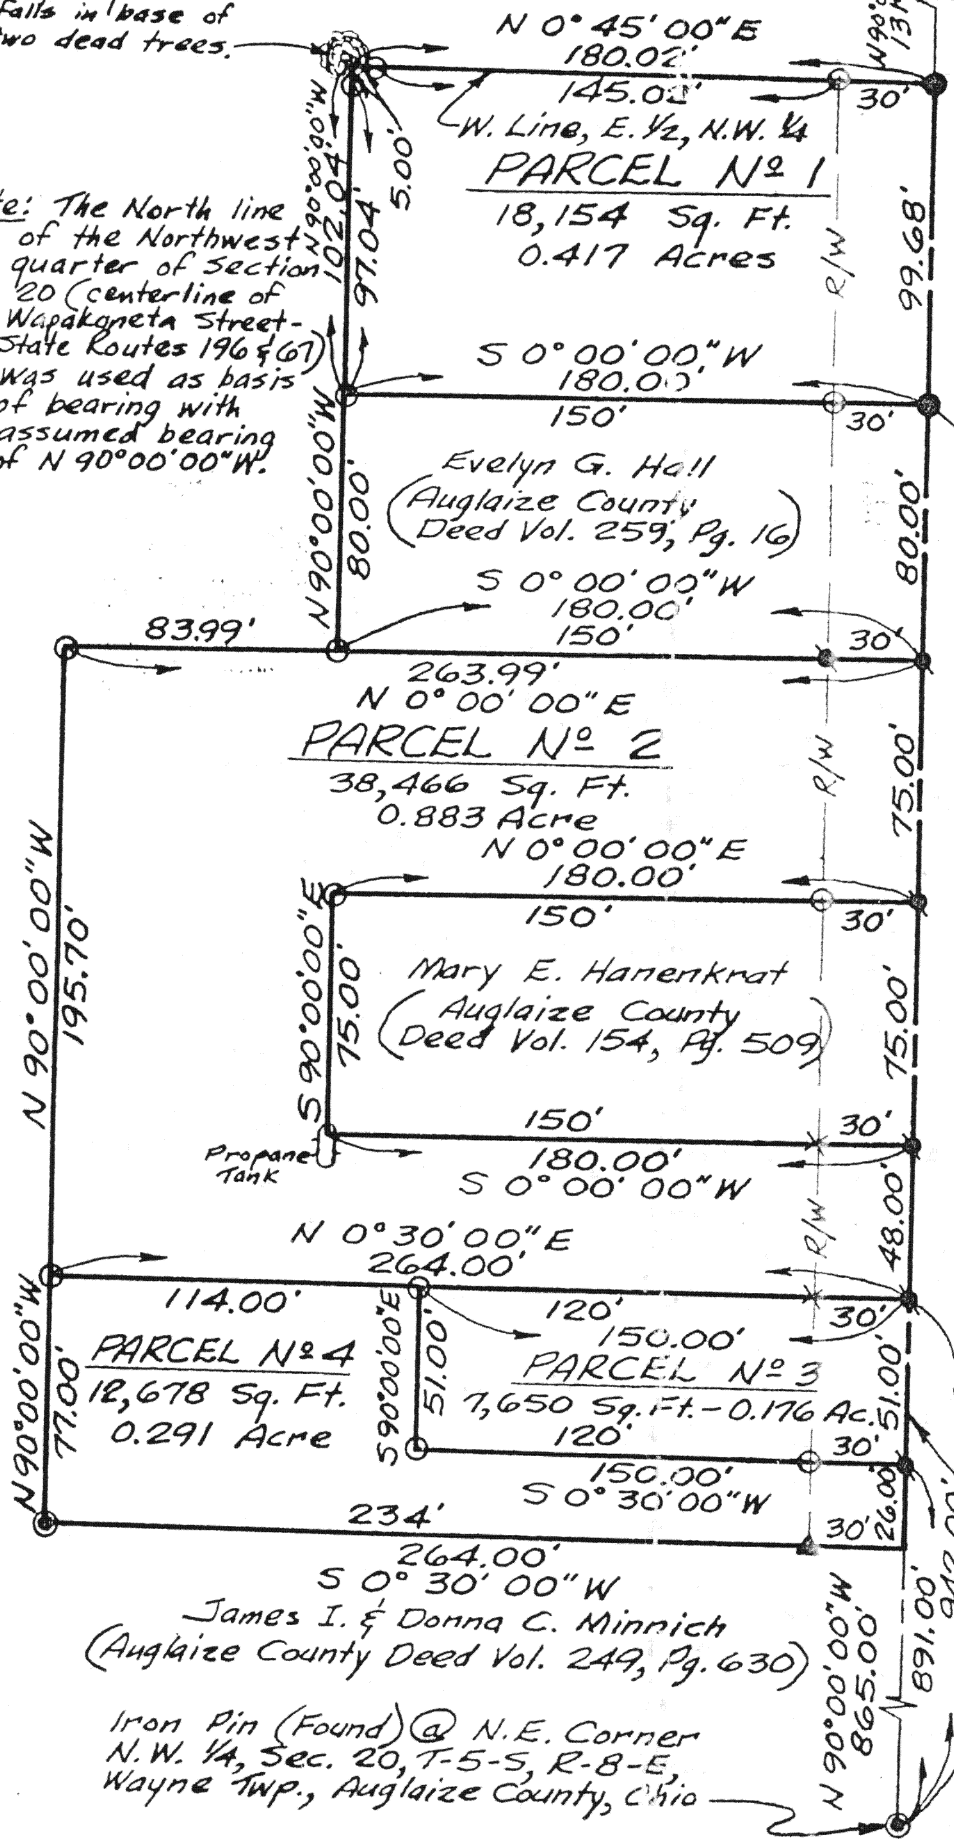 Falls in base of
two dead trees.
N 0° 45' 00" E
180.02'
145.02'
30'
W. Line, E. 1/2, N.W. 1/4
PARCEL Nº 1
18,154 Sq. Ft.
0.417 Acres
N 90° 00' 00" W
102.04'
97.04'
5.00'
R/W
99.68'
The North line
of the Northwest
quarter of Section
20 (centerline of
Wapakoneta Street-
State Routes 196 & 67)
was used as basis
of bearing with
assumed bearing
of N 90° 00' 00" W.
S 0° 00' 00" W
180.00'
150'
30'
N 90° 00' 00" W
80.00'
Evelyn G. Hall
(Auglaize County
Deed Vol. 259, Pg. 16)
80.00'
S 0° 00' 00" W
180.00'
150'
30'
83.99'
263.99'
N 0° 00' 00" E
PARCEL Nº 2
38,466 Sq. Ft.
0.883 Acre
R/W
75.00'
N 0° 00' 00" E
180.00'
150'
30'
N 90° 00' 00" W
195.70'
S 90° 00' 00" E
75.00'
Mary E. Hanenkrat
(Auglaize County
Deed Vol. 154, Pg. 509)
75.00'
150'
30'
180.00'
S 0° 00' 00" W
Propane
Tank
R/W
48.00'
N 0° 30' 00" E
264.00'
114.00'
120'
30'
150.00'
N 90° 00' 00" W
77.00'
PARCEL Nº 4
12,678 Sq. Ft.
0.291 Acre
S 90° 00' 00" E
51.00'
PARCEL Nº 3
7,650 Sq. Ft. - 0.176 Ac.
51.00'
120'
30'
150.00'
S 0° 30' 00" W
26.00'
234'
30'
264.00'
S 0° 30' 00" W
James I. & Donna C. Minnich
(Auglaize County Deed Vol. 249, Pg. 630)
N 90° 00' 00" W
865.00'
891.00'
Iron Pin (Found) @ N.E. Corner
N.W. 1/4, Sec. 20, T-5-S, R-8-E,
Wayne Twp., Auglaize County, Ohio